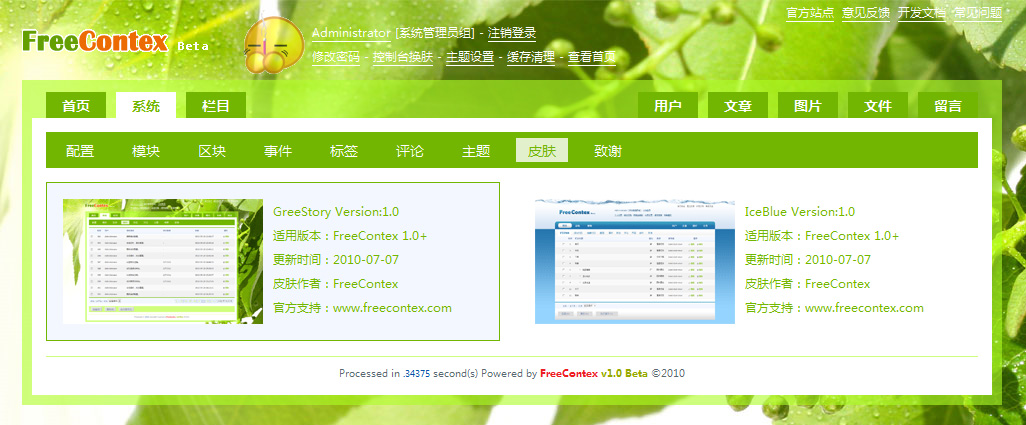 官方站点 意见反馈 开发文档 常见问题
FreeContex Beta
Administrator [系统管理员组] - 注销登录
修改密码 - 控制台换肤 - 主题设置 - 缓存清理 - 查看首页
首页 系统 栏目 用户 文章 图片 文件 留言
配置 模块 区块 事件 标签 评论 主题 皮肤 致谢
GreeStory Version:1.0
适用版本：FreeContex 1.0+
更新时间：2010-07-07
皮肤作者：FreeContex
官方支持：www.freecontex.com
IceBlue Version:1.0
适用版本：FreeContex 1.0+
更新时间：2010-07-07
皮肤作者：FreeContex
官方支持：www.freecontex.com
Processed in .34375 second(s) Powered by FreeContex v1.0 Beta ©2010